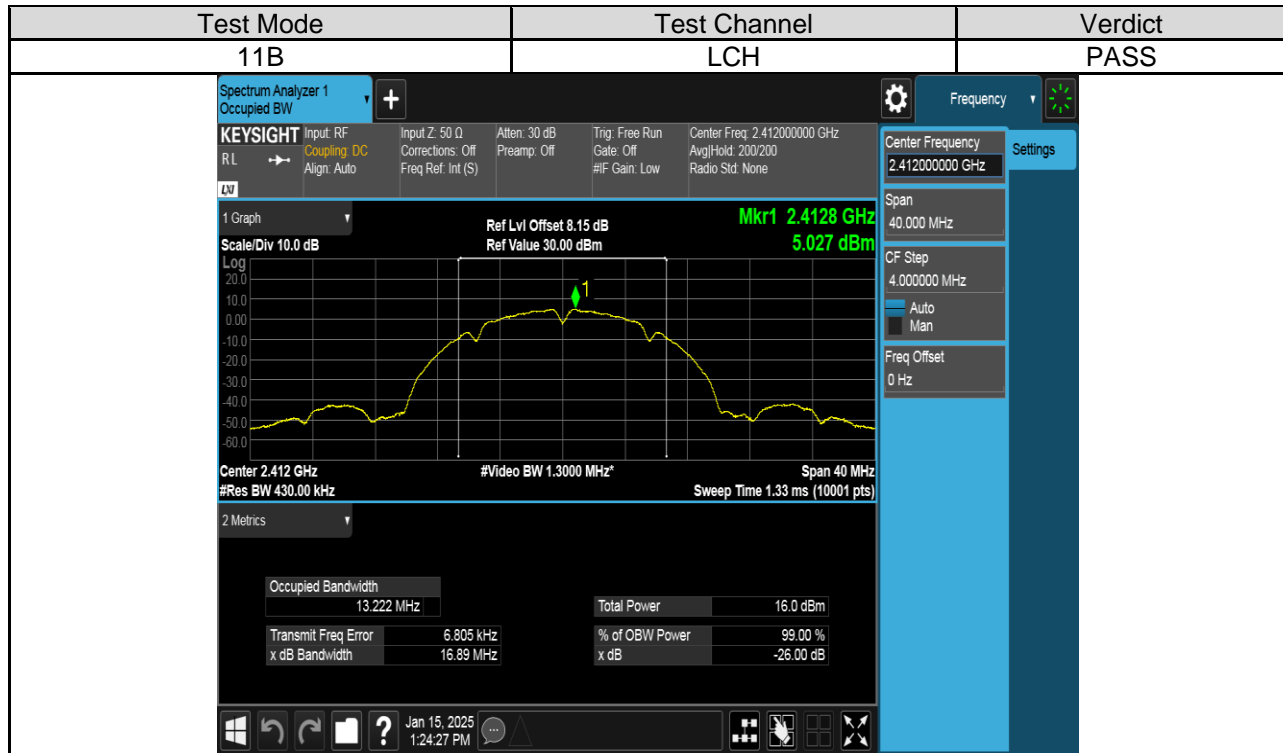 Test Mode Test Channel Verdict
11B LCH PASS
Spectrum Analyzer 1
Occupied BW
+
Frequency
KEYSIGHT Input: RF Input Z: 50 Ω Atten: 30 dB Trig: Free Run Center Freq: 2.412000000 GHz
RL Coupling: DC Corrections: Off Preamp: Off Gate: Off Avg|Hold: 200/200
Align: Auto Freq Ref: Int (S) #IF Gain: Low Radio Std: None
LXI
Center Frequency
2.412000000 GHz
Settings
Span
40.000 MHz
CF Step
4.000000 MHz
Auto
Man
Freq Offset
0 Hz
1 Graph Ref Lvl Offset 8.15 dB Mkr1 2.4128 GHz
Scale/Div 10.0 dB Ref Value 30.00 dBm 5.027 dBm
Log
20.0
10.0
0.00
-10.0
-20.0
-30.0
-40.0
-50.0
-60.0
1
Center 2.412 GHz #Video BW 1.3000 MHz* Span 40 MHz
#Res BW 430.00 kHz Sweep Time 1.33 ms (10001 pts)
2 Metrics
Occupied Bandwidth
13.222 MHz Total Power 16.0 dBm
Transmit Freq Error 6.805 kHz % of OBW Power 99.00 %
x dB Bandwidth 16.89 MHz x dB -26.00 dB
? Jan 15, 2025
1:24:27 PM